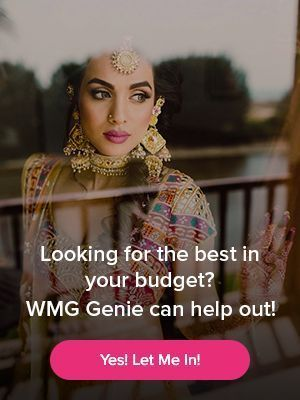 Looking for the best in
your budget?
WMG Genie can help out!
Yes! Let Me In!